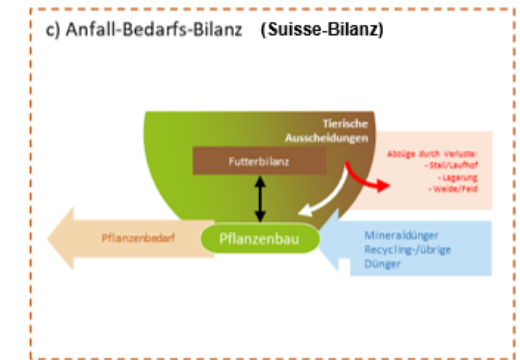 c) Anfall-Bedarfs-Bilanz (Suisse-Bilanz)
Tierische
Ausscheidungen
Futterbilanz
Abzüge durch Verluste:
- Stall/Laufhof
- Lagerung
- Weide/Feld
Pflanzenbedarf
Pflanzenbau
Mineraldünger
Recycling-/übrige
Dünger